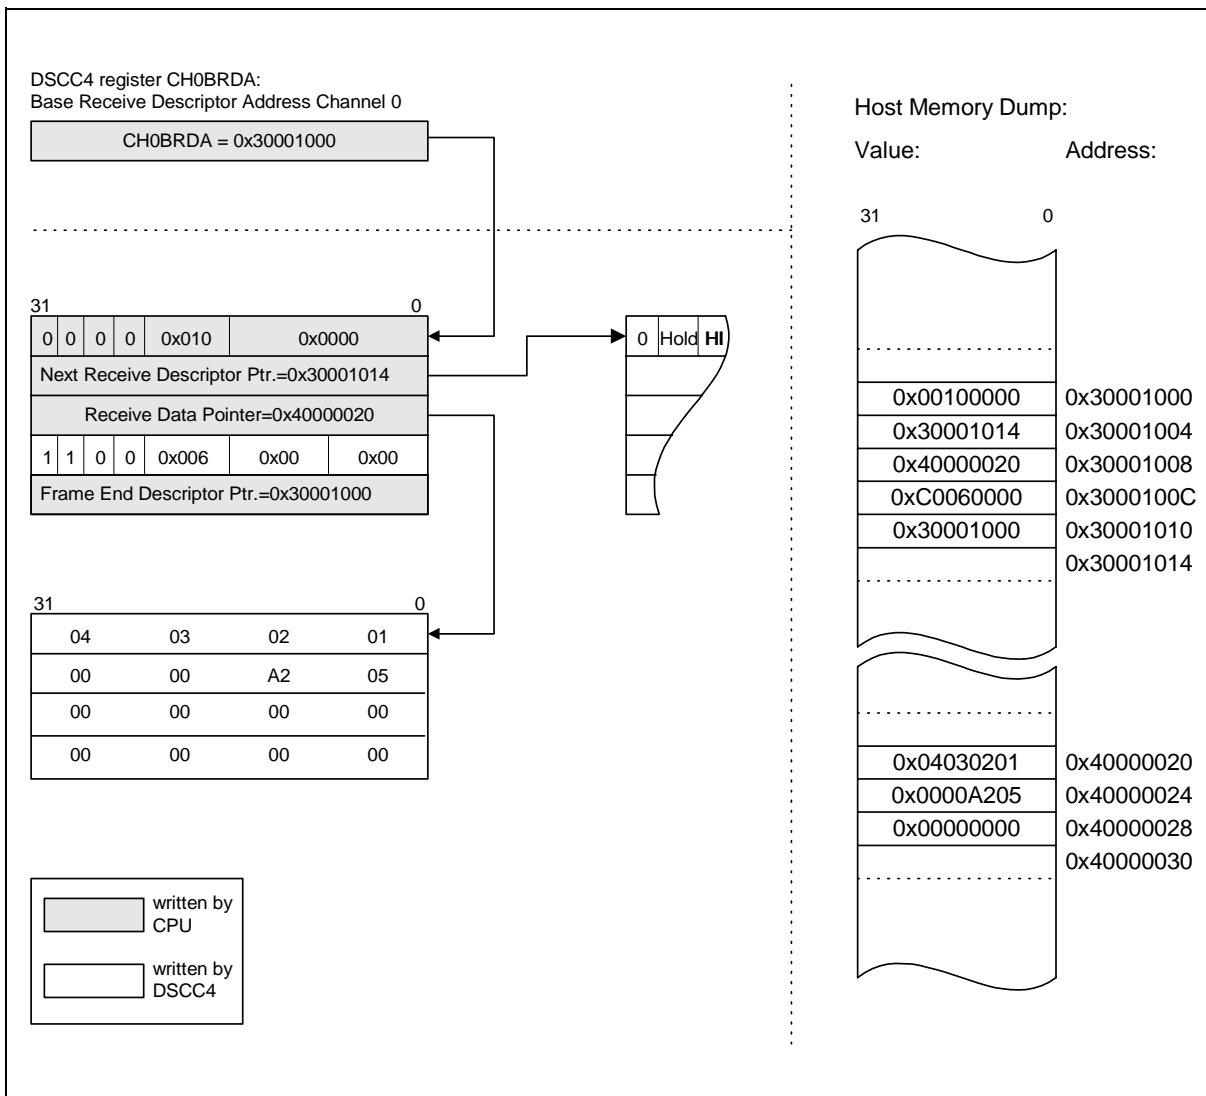 DSCC4 register CH0BRDA:
Base Receive Descriptor Address Channel 0
CH0BRDA = 0x30001000
31 0
0 0 0 0 0x010 0x0000
Next Receive Descriptor Ptr.=0x30001014
Receive Data Pointer=0x40000020
1 1 0 0 0x006 0x00 0x00
Frame End Descriptor Ptr.=0x30001000
0 Hold HI
31 0
04 03 02 01
00 00 A2 05
00 00 00 00
00 00 00 00
written by
CPU
written by
DSCC4
Host Memory Dump:
Value: Address:
31 0
0x00100000 0x30001000
0x30001014 0x30001004
0x40000020 0x30001008
0xC0060000 0x3000100C
0x30001000 0x30001010
0x30001014
0x04030201 0x40000020
0x0000A205 0x40000024
0x00000000 0x40000028
0x40000030